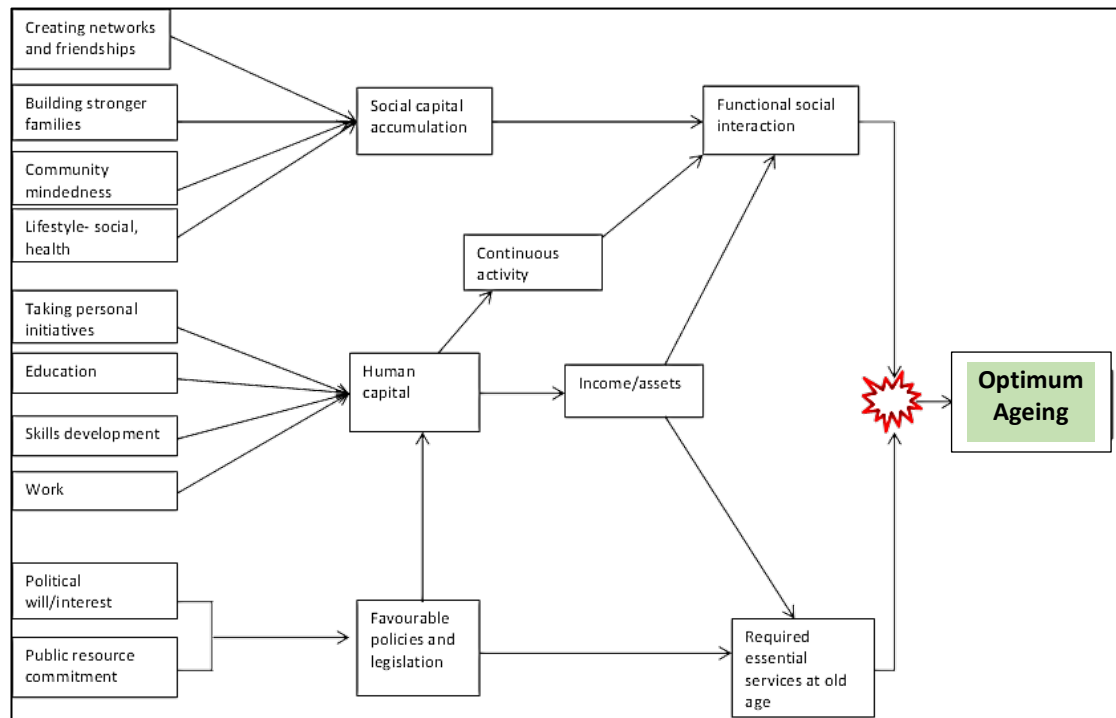 Creating networks
and friendships
Building stronger
families
Community
mindedness
Lifestyle- social,
health
Taking personal
initiatives
Education
Skills development
Work
Political
will/interest
Public resource
commitment
Social capital
accumulation
Continuous
activity
Human
capital
Favourable
policies and
legislation
Income/assets
Functional social
interaction
Required
essential
services at old
age
Optimum
Ageing